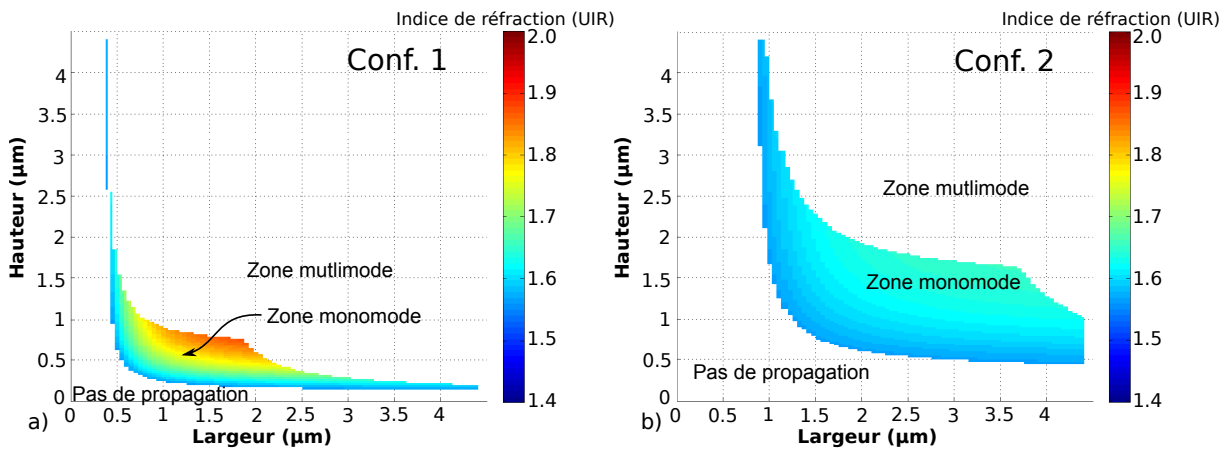 Indice de réfraction (UIR)
Conf. 1
2.0
1.9
1.8
1.7
1.6
1.5
1.4
4
3.5
3
2.5
2
1.5
1
0.5
0
Hauteur (µm)
Zone mutlimode
Zone monomode
Pas de propagation
0 0.5 1 1.5 2 2.5 3 3.5 4
Largeur (µm)
a)
Indice de réfraction (UIR)
Conf. 2
2.0
1.9
1.8
1.7
1.6
1.5
1.4
4
3.5
3
2.5
2
1.5
1
0.5
0
Hauteur (µm)
Zone mutlimode
Zone monomode
Pas de propagation
0 0.5 1 1.5 2 2.5 3 3.5 4
Largeur (µm)
b)